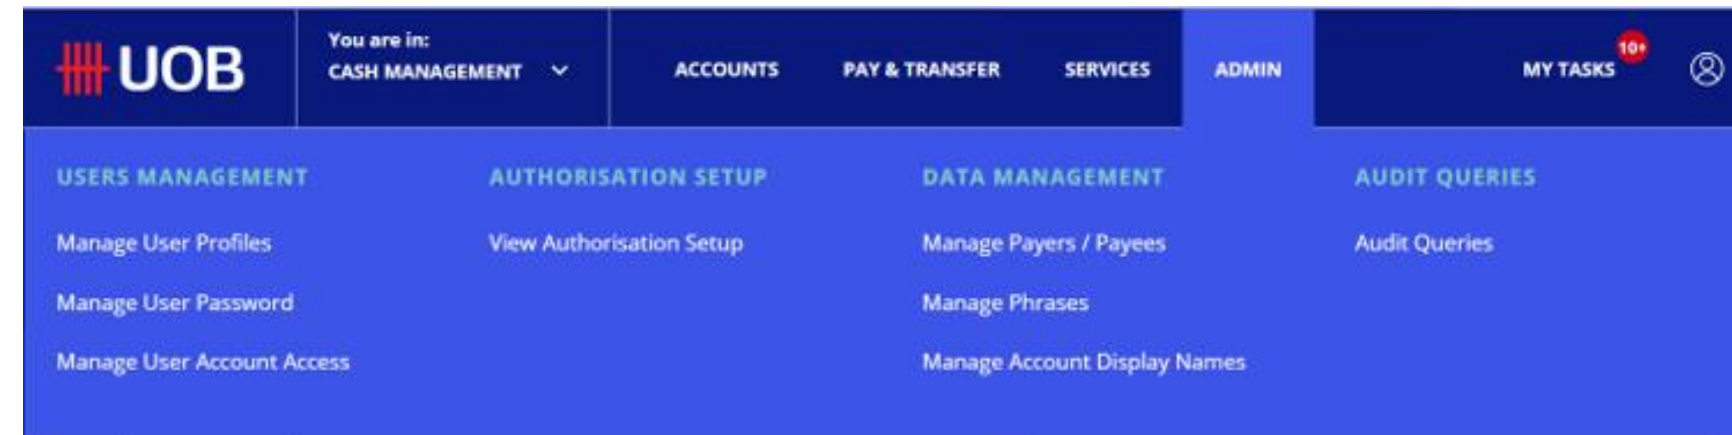 UOB
You are in:
CASH MANAGEMENT
ACCOUNTS
PAY & TRANSFER
SERVICES
ADMIN
MY TASKS
10+
USERS MANAGEMENT
Manage User Profiles
Manage User Password
Manage User Account Access
AUTHORISATION SETUP
View Authorisation Setup
DATA MANAGEMENT
Manage Payers / Payees
Manage Phrases
Manage Account Display Names
AUDIT QUERIES
Audit Queries